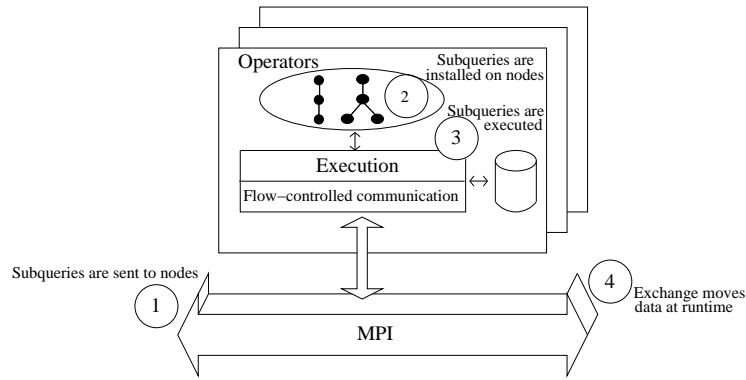 Operators
Subqueries are
installed on nodes
2
3
Subqueries are
executed
Execution
Flow−controlled communication
Subqueries are sent to nodes
1
4
Exchange moves
data at runtime
MPI